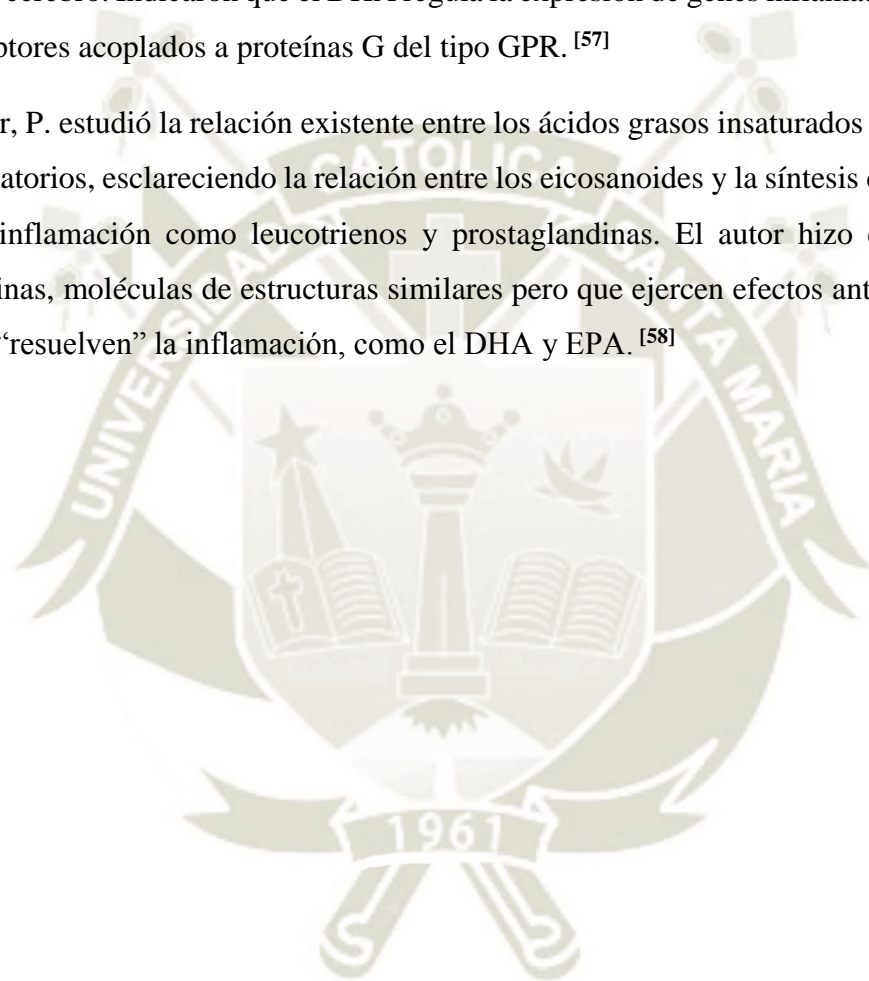 cerebro. Indicaron que el DHA regula la expresión de genes inflama
ptores acoplados a proteínas G del tipo GPR. [57]
r, P. estudió la relación existente entre los ácidos grasos insaturados
atorios, esclareciendo la relación entre los eicosanoides y la síntesis
inflamación como leucotrienos y prostaglandinas. El autor hizo
inas, moléculas de estructuras similares pero que ejercen efectos ant
“resuelven” la inflamación, como el DHA y EPA. [58]
UNIVERSIDAD CATOLICA SANTA MARIA
1961